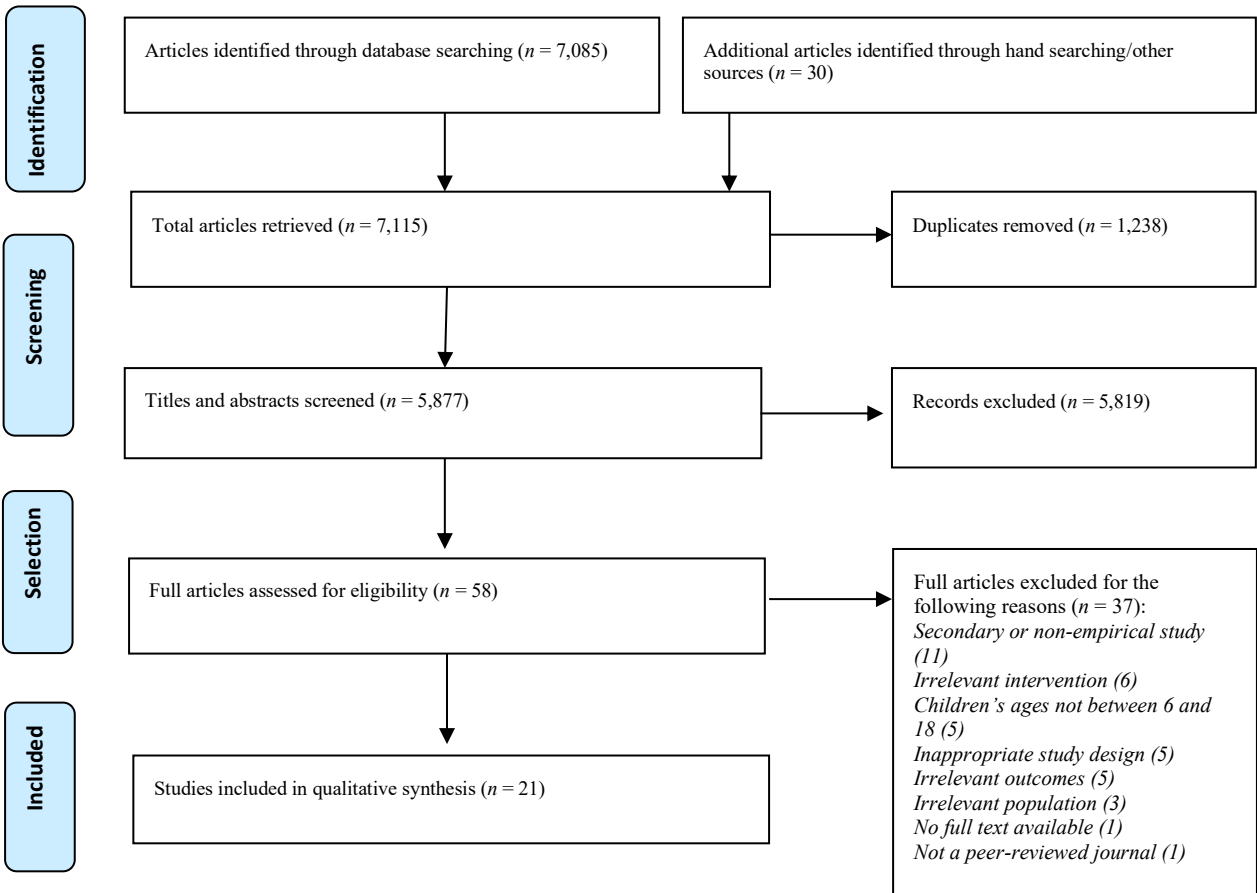 Identification
Articles identified through database searching (n = 7,085)
Additional articles identified through hand searching/other
sources (n = 30)
Total articles retrieved (n = 7,115)
Duplicates removed (n = 1,238)
Screening
Titles and abstracts screened (n = 5,877)
Records excluded (n = 5,819)
Selection
Full articles assessed for eligibility (n = 58)
Full articles excluded for the
following reasons (n = 37):
Secondary or non-empirical study
(11)
Irrelevant intervention (6)
Children’s ages not between 6 and
18 (5)
Inappropriate study design (5)
Irrelevant outcomes (5)
Irrelevant population (3)
No full text available (1)
Not a peer-reviewed journal (1)
Included
Studies included in qualitative synthesis (n = 21)